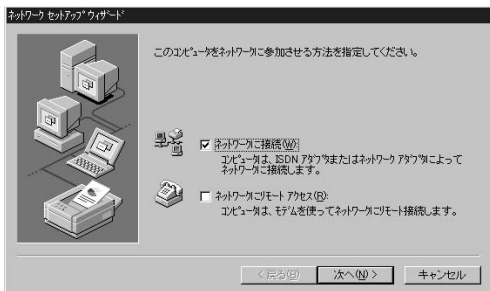 ﾈｯﾄﾜｰｸ ｾｯﾄｱｯﾌﾟ ｳｨｻﾞｰﾄﾞ
このｺﾝﾋﾟｭｰﾀをﾈｯﾄﾜｰｸに参加させる方法を指定してください。
ﾈｯﾄﾜｰｸに接続(W):
ｺﾝﾋﾟｭｰﾀは、ISDN ｱﾀﾞﾌﾟﾀまたはﾈｯﾄﾜｰｸ ｱﾀﾞﾌﾟﾀによって
ﾈｯﾄﾜｰｸに接続します。
ﾈｯﾄﾜｰｸにﾘﾓｰﾄ ｱｸｾｽ(R):
ｺﾝﾋﾟｭｰﾀは、ﾓﾃﾞﾑを使ってﾈｯﾄﾜｰｸにﾘﾓｰﾄ接続します。
< 戻る(B) 次へ(N) > キャンセル